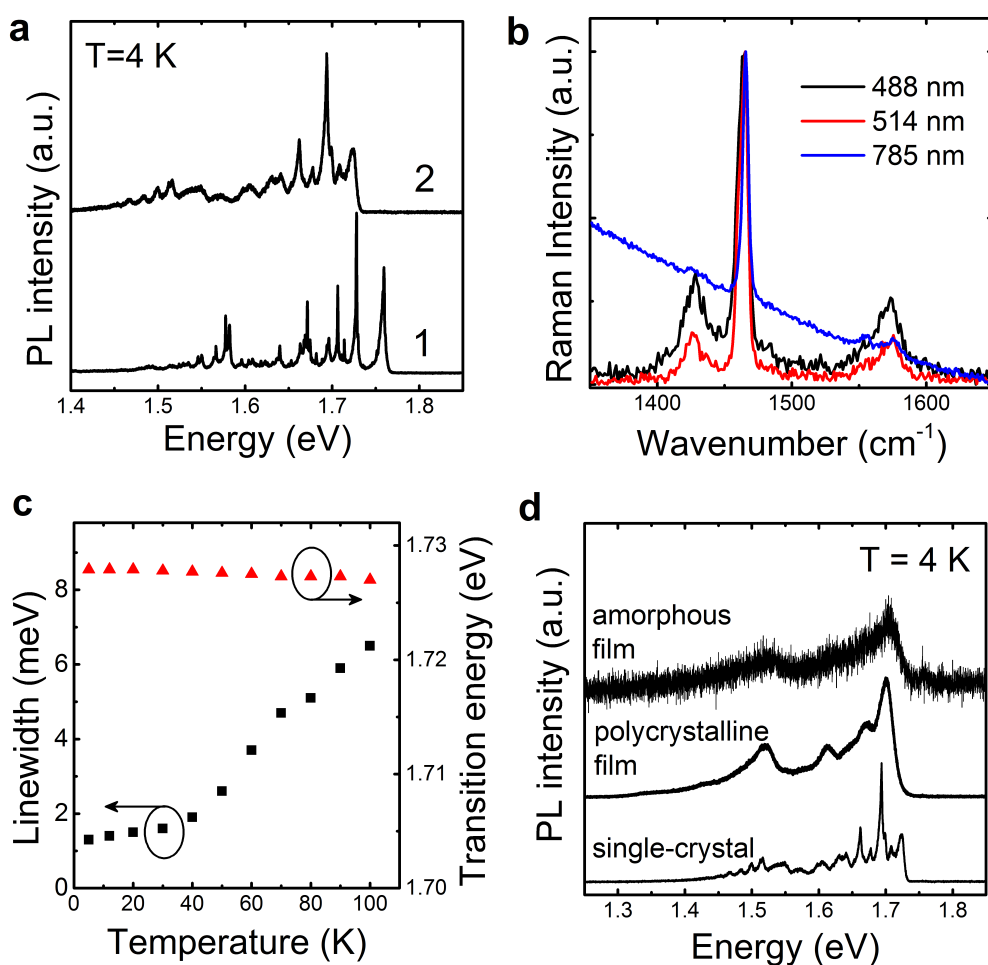 a
T=4 K
2
1
PL intensity (a.u.)
1.4 1.5 1.6 1.7 1.8
Energy (eV)
b
488 nm
514 nm
785 nm
Raman Intensity (a.u.)
1400 1500 1600
Wavenumber (cm-1)
c
8
6
4
2
0
Linewidth (meV)
1.73
1.72
1.71
1.70
Transition energy (eV)
0 20 40 60 80 100
Temperature (K)
d
T = 4 K
amorphous
film
polycrystalline
film
single-crystal
PL intensity (a.u.)
1.3 1.4 1.5 1.6 1.7 1.8
Energy (eV)